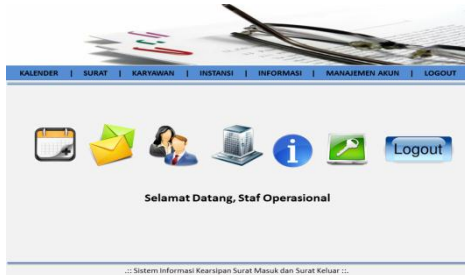 KALENDER | SURAT | KARYAWAN | INSTANSI | INFORMASI | MANAJEMEN AKUN | LOGOUT
Logout
Selamat Datang, Staf Operasional
.:: Sistem Informasi Kearsipan Surat Masuk dan Surat Keluar ::.